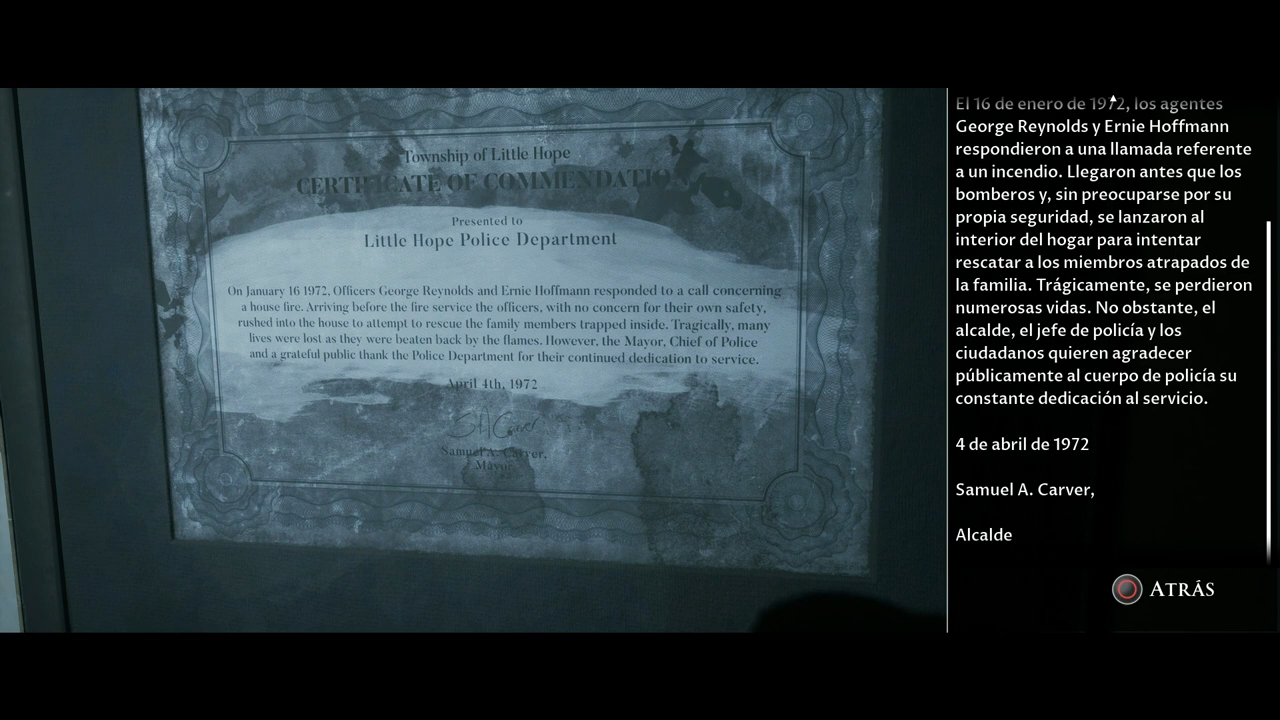 Township of Little Hope
CERTIFICATE OF COMMENDATION
Presented to
Little Hope Police Department
On January 16 1972, Officers George Reynolds and Ernie Hoffmann responded to a call concerning
a house fire. Arriving before the fire service the officers, with no concern for their own safety,
rushed into the house to attempt to rescue the family members trapped inside. Tragically, many
lives were lost as they were beaten back by the flames. However, the Mayor, Chief of Police
and a grateful public thank the Police Department for their continued dedication to service.
April 4th, 1972
SACarver
Samuel A. Carver,
Mayor
El 16 de enero de 1972, los agentes
George Reynolds y Ernie Hoffmann
respondieron a una llamada referente
a un incendio. Llegaron antes que los
bomberos y, sin preocuparse por su
propia seguridad, se lanzaron al
interior del hogar para intentar
rescatar a los miembros atrapados de
la familia. Trágicamente, se perdieron
numerosas vidas. No obstante, el
alcalde, el jefe de policía y los
ciudadanos quieren agradecer
públicamente al cuerpo de policía su
constante dedicación al servicio.
4 de abril de 1972
Samuel A. Carver,
Alcalde
ATRÁS